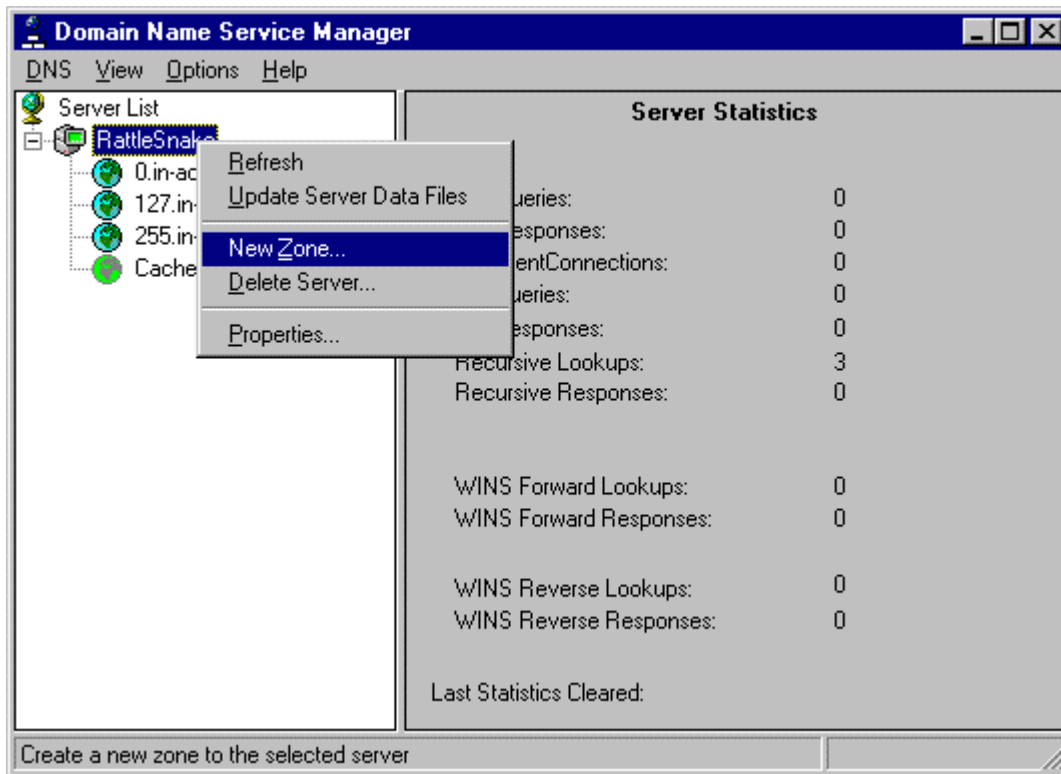 Domain Name Service Manager
DNS View Options Help
Server List
RattleSnake
0.in-ad
127.in-
255.in-
Cache
Refresh
Update Server Data Files
New Zone...
Delete Server...
Properties...
Server Statistics
ueries: 0
esponses: 0
entConnections: 0
ueries: 0
esponses: 0
Recursive Lookups: 3
Recursive Responses: 0
WINS Forward Lookups: 0
WINS Forward Responses: 0
WINS Reverse Lookups: 0
WINS Reverse Responses: 0
Last Statistics Cleared:
Create a new zone to the selected server